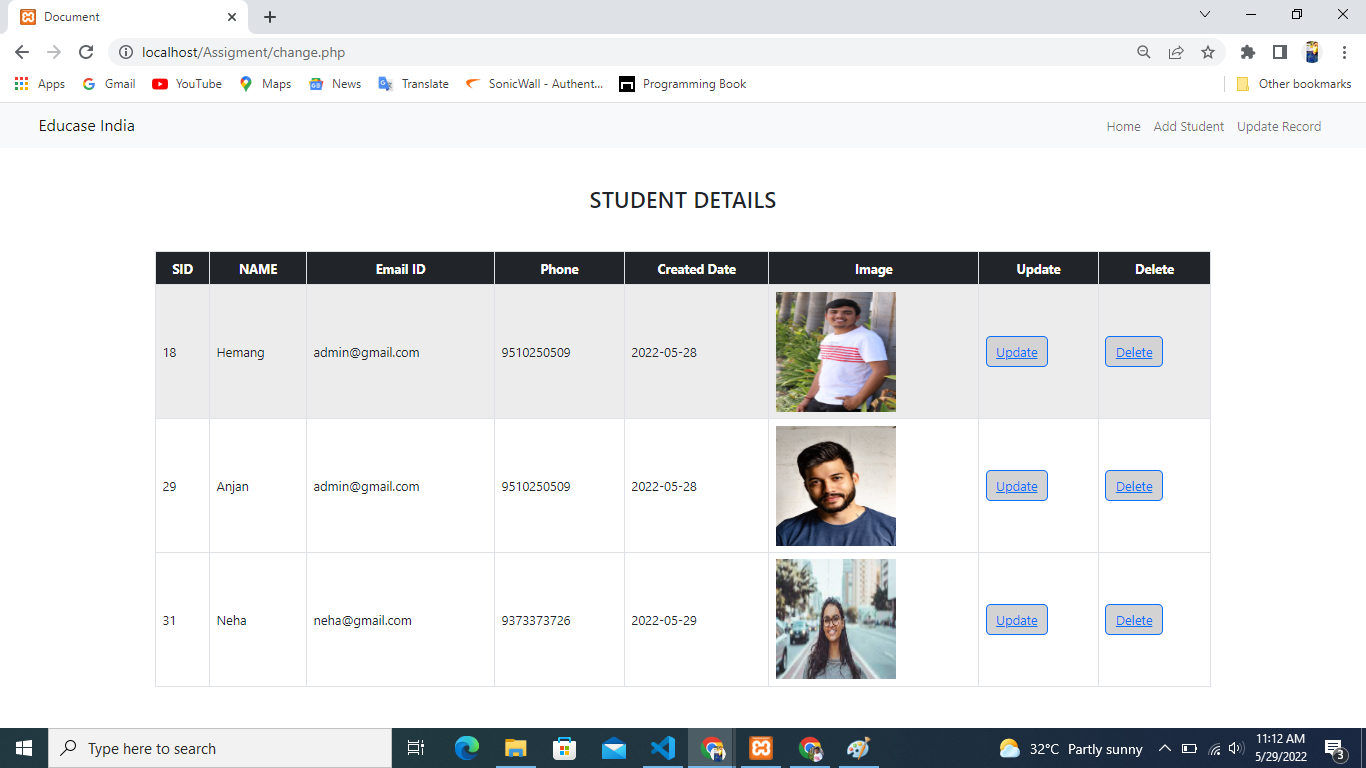 Document
localhost/Assigment/change.php
Apps Gmail YouTube Maps News Translate SonicWall - Authent... Programming Book Other bookmarks
Educase India Home Add Student Update Record
STUDENT DETAILS
SID NAME Email ID Phone Created Date Image Update Delete
18 Hemang admin@gmail.com 9510250509 2022-05-28 Update Delete
29 Anjan admin@gmail.com 9510250509 2022-05-28 Update Delete
31 Neha neha@gmail.com 9373373726 2022-05-29 Update Delete
Type here to search 32°C Partly sunny 11:12 AM
5/29/2022 3